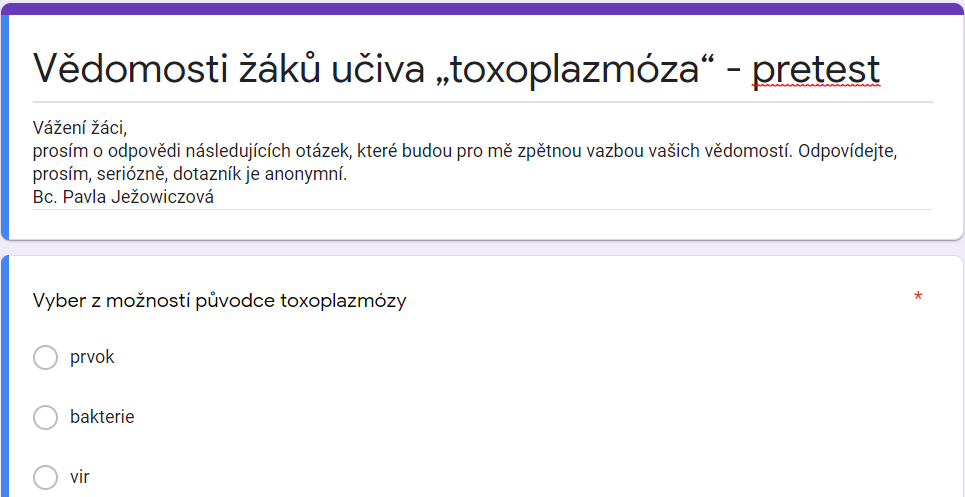 Vědomosti žáků učiva „toxoplazmóza“ - pretest
Vážení žáci,
prosím o odpovědi následujících otázek, které budou pro mě zpětnou vazbou vašich vědomostí. Odpovídejte,
prosím, seriózně, dotazník je anonymní.
Bc. Pavla Ježowiczová
Vyber z možností původce toxoplazmózy *
prvok
bakterie
vir